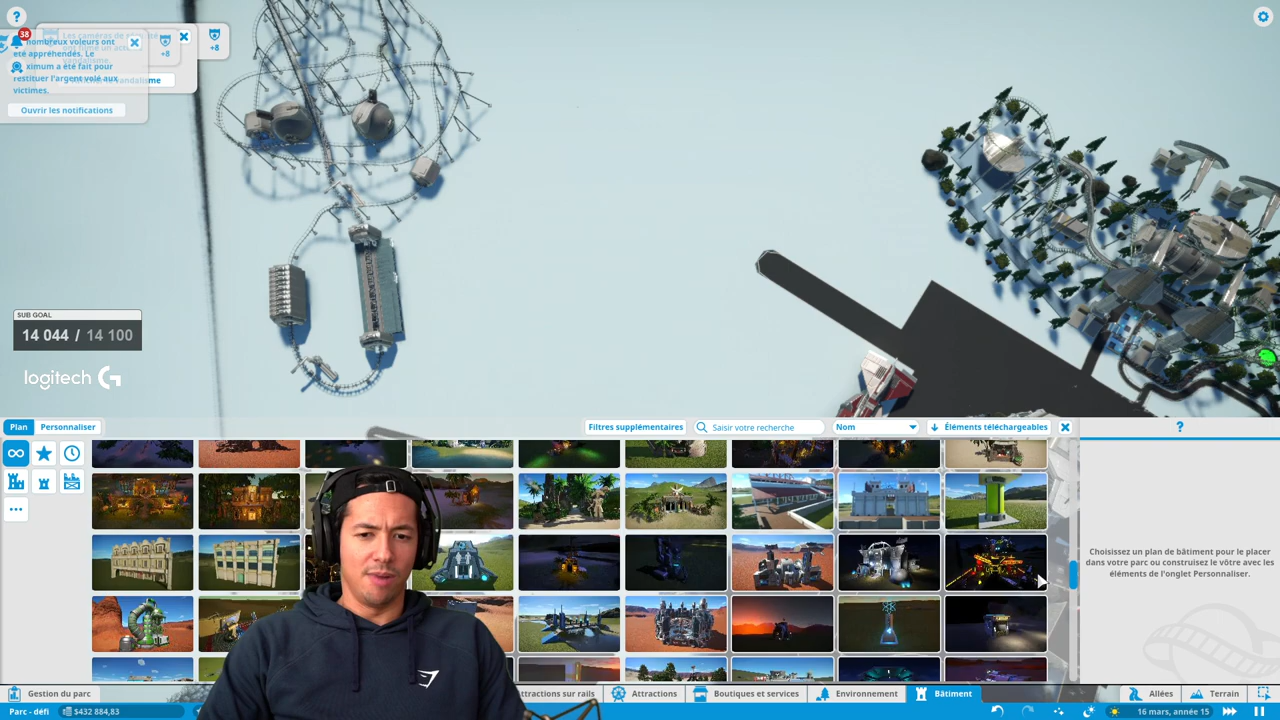 ?
38
nombreux voleurs ont
été appréhendés. Le
ximum a été fait pour
restituer l'argent volé aux
victimes.
Ouvrir les notifications
Les caméras de
+8
+8
SUB GOAL
14 044 / 14 100
logitech G
Plan
Personnaliser
Filtres supplémentaires
Saisir votre recherche
Nom
Éléments téléchargeables
?
Choisissez un plan de bâtiment pour le placer
dans votre parc ou construisez le vôtre avec les
éléments de l'onglet Personnaliser.
Gestion du parc
ttractions sur rails
Attractions
Boutiques et services
Environnement
Bâtiment
Allées
Terrain
Parc - défi
$432 884,83
16 mars, année 15